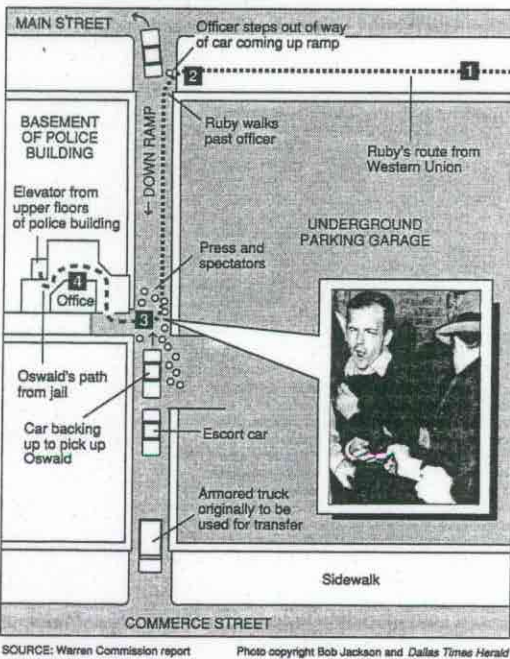 MAIN STREET
Officer steps out of way
of car coming up ramp
2
1
BASEMENT
OF POLICE
BUILDING
DOWN RAMP
Ruby walks
past officer
Ruby's route from
Western Union
Elevator from
upper floors
of police building
UNDERGROUND
PARKING GARAGE
Press and
spectators
4
Office
3
Oswald's path
from jail
Car backing
up to pick up
Oswald
Escort car
Armored truck
originally to be
used for transfer
Sidewalk
COMMERCE STREET
SOURCE: Warren Commission report
Photo copyright Bob Jackson and Dallas Times Herald